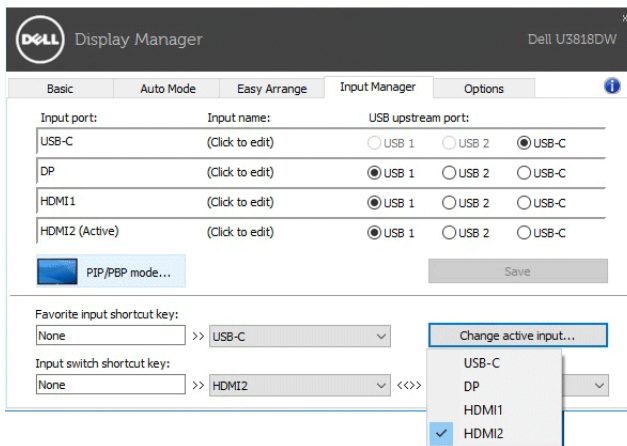 DELL Display Manager Dell U3818DW
Basic Auto Mode Easy Arrange Input Manager Options
Input port: Input name: USB upstream port:
USB-C (Click to edit) USB 1 USB 2 USB-C
DP (Click to edit) USB 1 USB 2 USB-C
HDMI1 (Click to edit) USB 1 USB 2 USB-C
HDMI2 (Active) (Click to edit) USB 1 USB 2 USB-C
PIP/PBP mode... Save
Favorite input shortcut key:
None >> USB-C Change active input...
Input switch shortcut key:
None >> HDMI2 <<>>
USB-C
DP
HDMI1
HDMI2